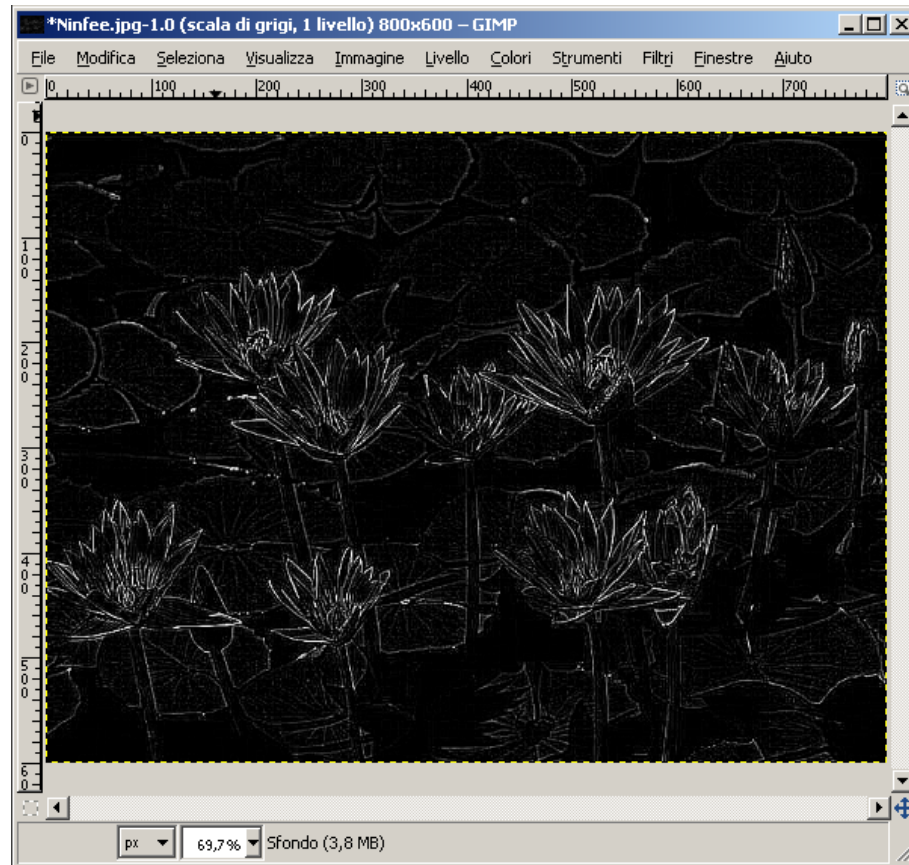 *Ninfee.jpg-1.0 (scala di grigi, 1 livello) 800x600 – GIMP
File Modifica Seleziona Visualizza Immagine Livello Colori Strumenti Filtri Finestre Aiuto
0 100 200 300 400 500 600 700
0
100
200
300
400
500
60
px 69,7% Sfondo (3,8 MB)